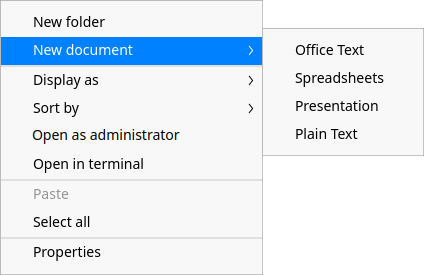 New folder
New document
Display as
Sort by
Open as administrator
Open in terminal
Paste
Select all
Properties
Office Text
Spreadsheets
Presentation
Plain Text